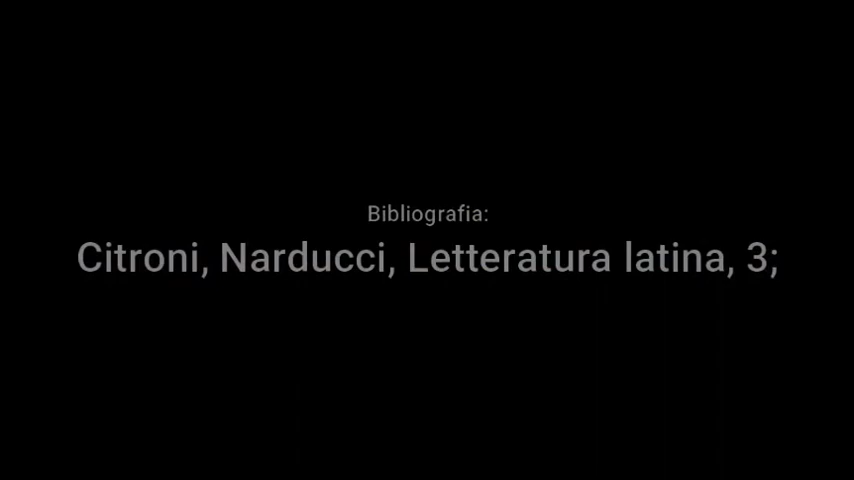 Bibliografia:
Citroni, Narducci, Letteratura latina, 3;